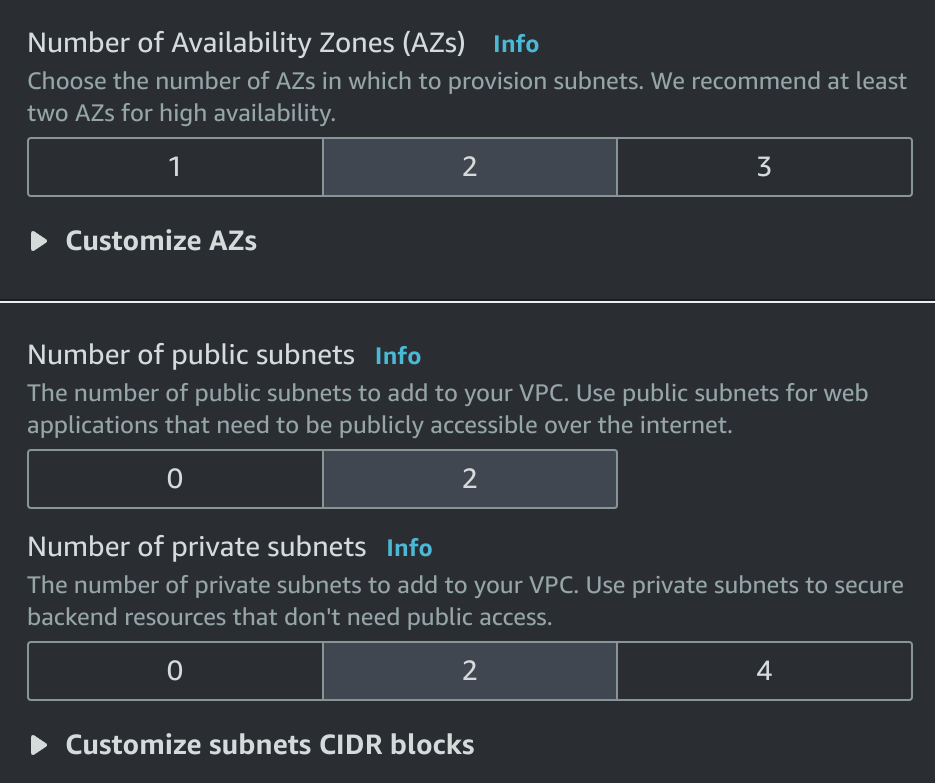 Number of Availability Zones (AZs) Info
Choose the number of AZs in which to provision subnets. We recommend at least
two AZs for high availability.
1 2 3
Customize AZs
Number of public subnets Info
The number of public subnets to add to your VPC. Use public subnets for web
applications that need to be publicly accessible over the internet.
0 2
Number of private subnets Info
The number of private subnets to add to your VPC. Use private subnets to secure
backend resources that don't need public access.
0 2 4
Customize subnets CIDR blocks